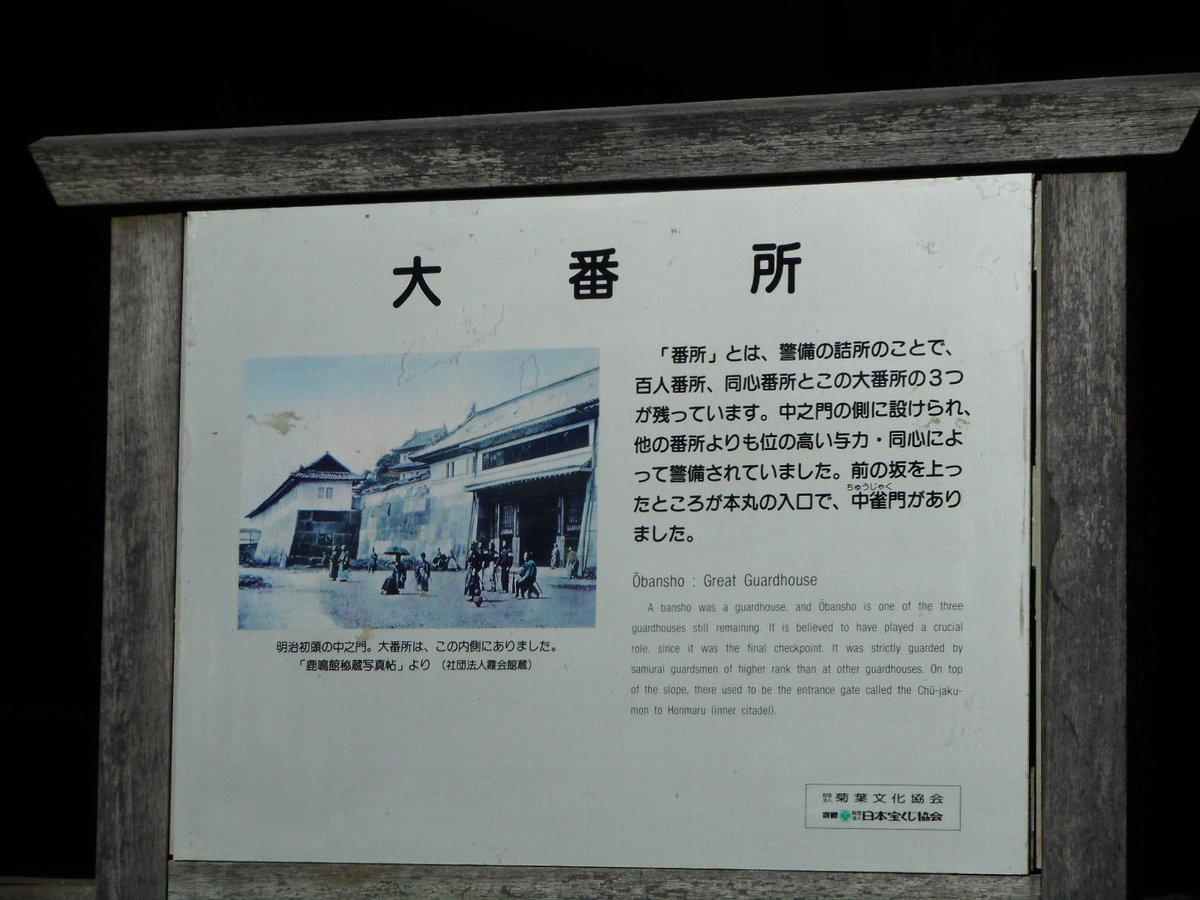 大番所
「番所」とは、警備の詰所のことで、
百人番所、同心番所とこの大番所の3つ
が残っています。中之門の側に設けられ、
他の番所よりも位の高い与力・同心によ
って警備されていました。前の坂を上っ
ちゅうじゃく
たところが本丸の入口で、中雀門があり
ました。
Ōbansho : Great Guardhouse
A bansho was a guardhouse, and Ōbansho is one of the three
guardhouses still remaining. It is believed to have played a crucial
role, since it was the final checkpoint. It was strictly guarded by
samurai guardsmen of higher rank than at other guardhouses. On top
of the slope, there used to be the entrance gate called the Chū-jaku-
mon to Honmaru (inner citadel).
明治初頭の中之門。大番所は、この内側にありました。
「鹿鳴館秘蔵写真帖」より （社団法人霞会館蔵）
財団法人 菊葉文化協会
寄贈 財団法人 日本宝くじ協会